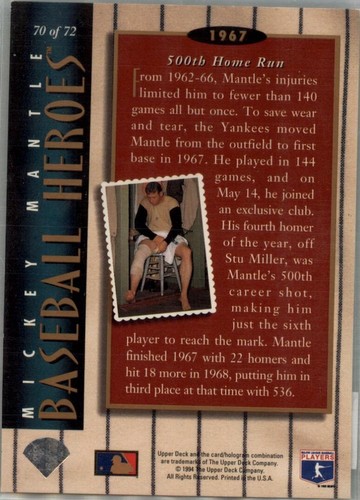 70 of 72
MICKEY MANTLE
BASEBALL HEROES™
1967
500th Home Run
From 1962-66, Mantle's injuries
limited him to fewer than 140
games all but once. To save wear
and tear, the Yankees moved
Mantle from the outfield to first
base in 1967. He played in 144
games, and on
May 14, he joined
an exclusive club.
His fourth homer
of the year, off
Stu Miller, was
Mantle's 500th
career shot,
making him
just the sixth
player to reach the mark. Mantle
finished 1967 with 22 homers and
hit 18 more in 1968, putting him in
third place at that time with 536.
Upper Deck and the card/hologram combination
are trademarks of The Upper Deck Company.
© 1994 The Upper Deck Company.
All Rights Reserved. Printed in the U.S.A.
PLAYERS